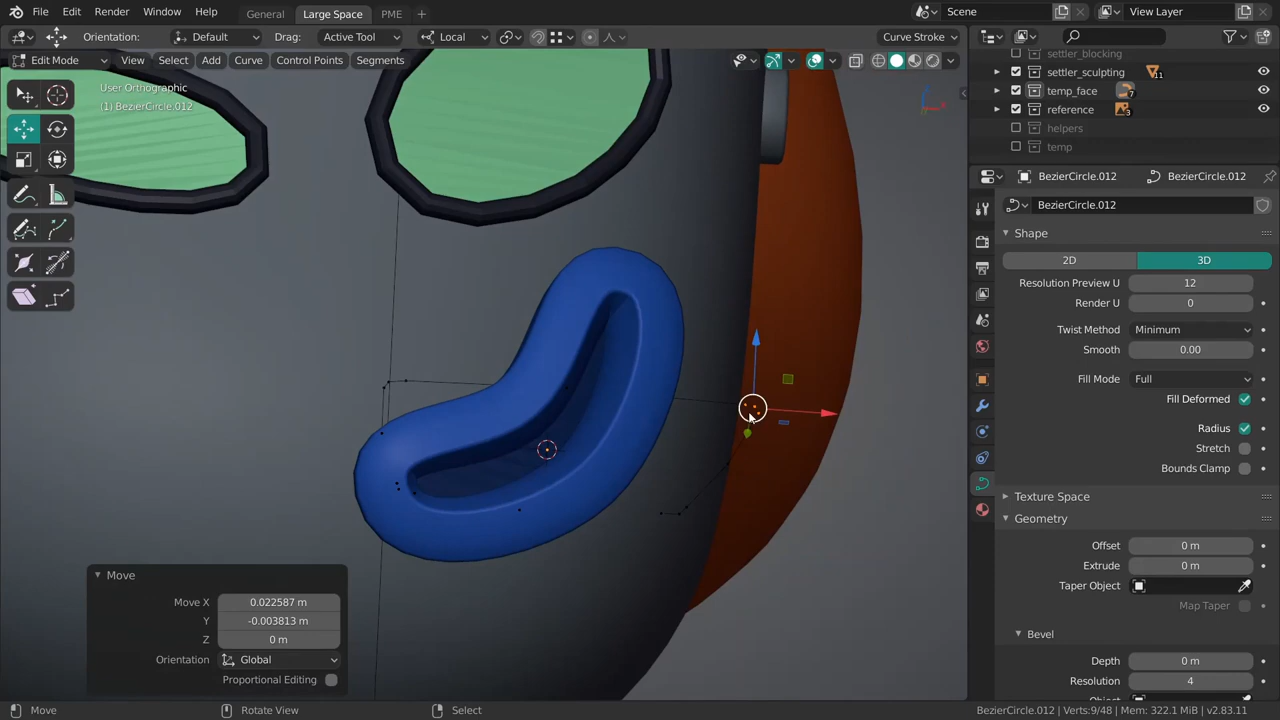 File Edit Render Window Help General Large Space PME + Scene View Layer
Orientation: Default Drag: Active Tool Local Curve Stroke
Edit Mode View Select Add Curve Control Points Segments
User Orthographic
(1) BezierCircle.012
settler_blocking
settler_sculpting 11
temp_face 7
reference 3
helpers
temp
BezierCircle.012 BezierCircle.012
BezierCircle.012
Shape
2D 3D
Resolution Preview U 12
Render U 0
Twist Method Minimum
Smooth 0.00
Fill Mode Full
Fill Deformed
Radius
Stretch
Bounds Clamp
Texture Space
Geometry
Offset 0 m
Extrude 0 m
Taper Object
Map Taper
Bevel
Depth 0 m
Resolution 4
Move
Move X 0.022587 m
Y -0.003813 m
Z 0 m
Orientation Global
Proportional Editing
Move Rotate View Select BezierCircle.012 | Verts:9/48 | Mem: 322.1 MiB | v2.83.11